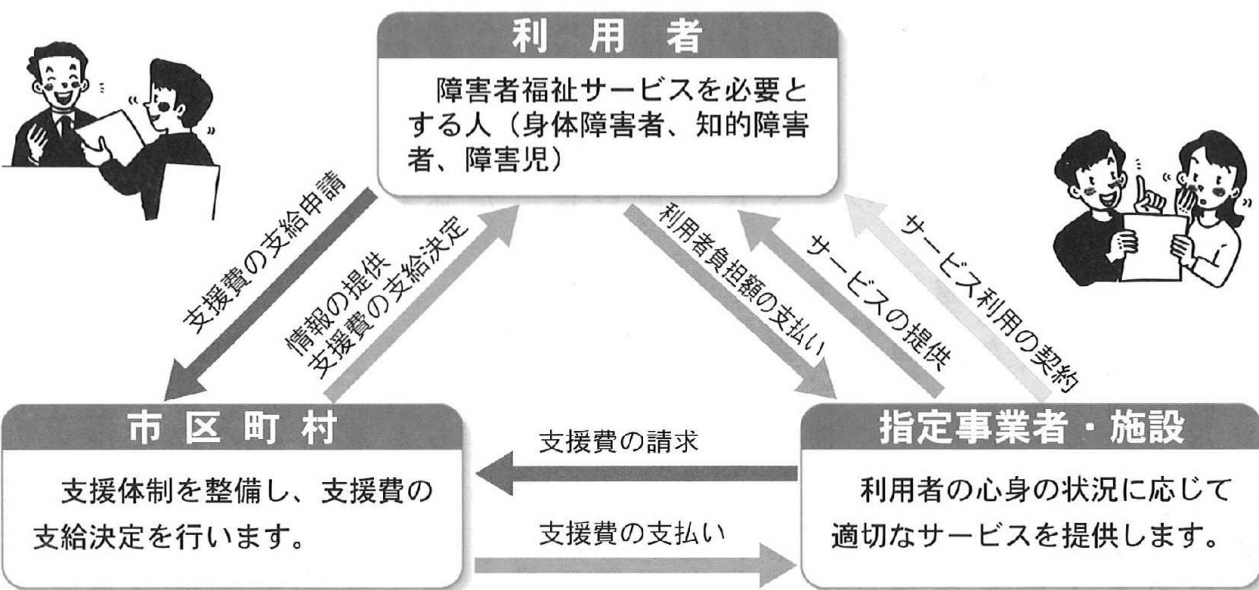 利用者
障害者福祉サービスを必要と
する人（身体障害者、知的障害
者、障害児）
支援費の支給申請
情報の提供
支援費の支給決定
利用者負担額の支払い
サービスの提供
サービス利用の契約
市区町村
支援体制を整備し、支援費の
支給決定を行います。
支援費の請求
支援費の支払い
指定事業者・施設
利用者の心身の状況に応じて
適切なサービスを提供します。